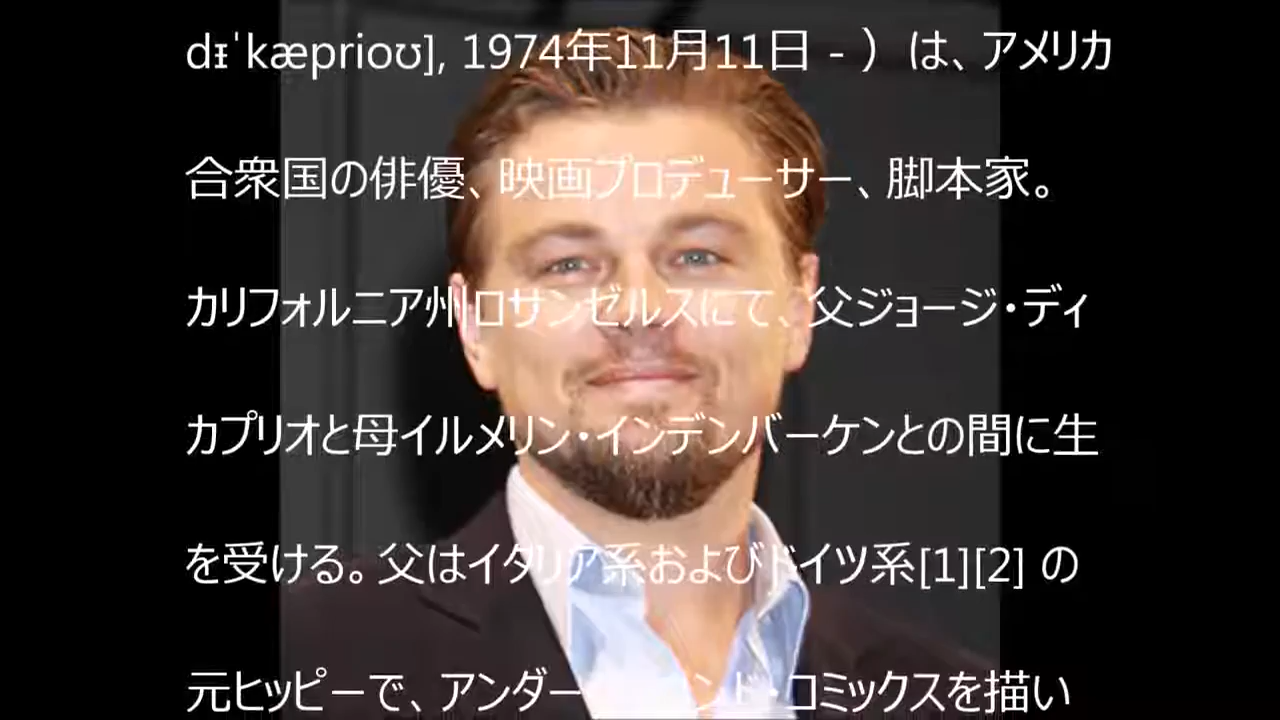 dɪˈkæprioʊ], 1974年11月11日 - ）は、アメリカ
合衆国の俳優、映画プロデューサー、脚本家。
カリフォルニア州ロサンゼルスにて、父ジョージ・ディ
カプリオと母イルメリン・インデンバーケンとの間に生
を受ける。父はイタリア系およびドイツ系[1][2] の
元ヒッピーで、アンダーグラウンド・コミックスを描い